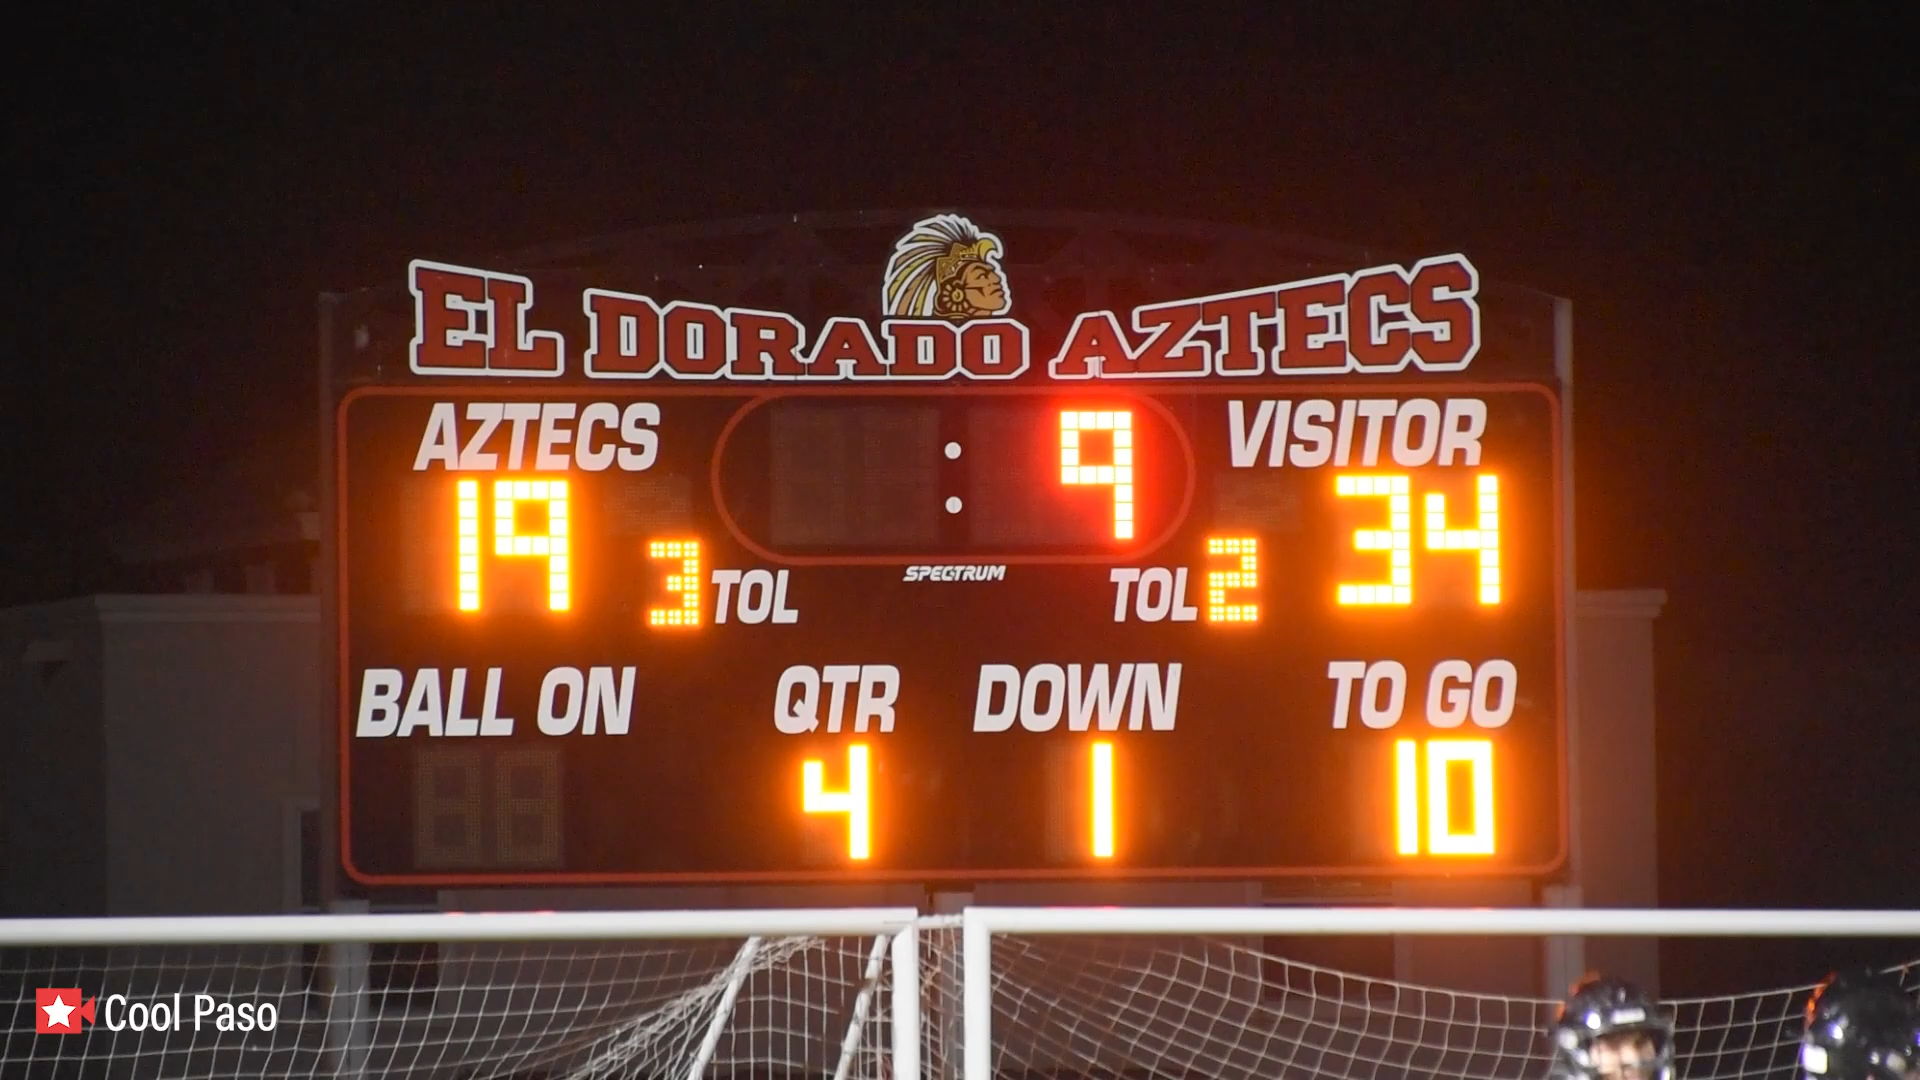 EL DORADO AZTECS
AZTECS : 9 VISITOR
19 3 TOL SPECTRUM TOL 2 34
BALL ON QTR DOWN TO GO
4 1 10
Cool Paso